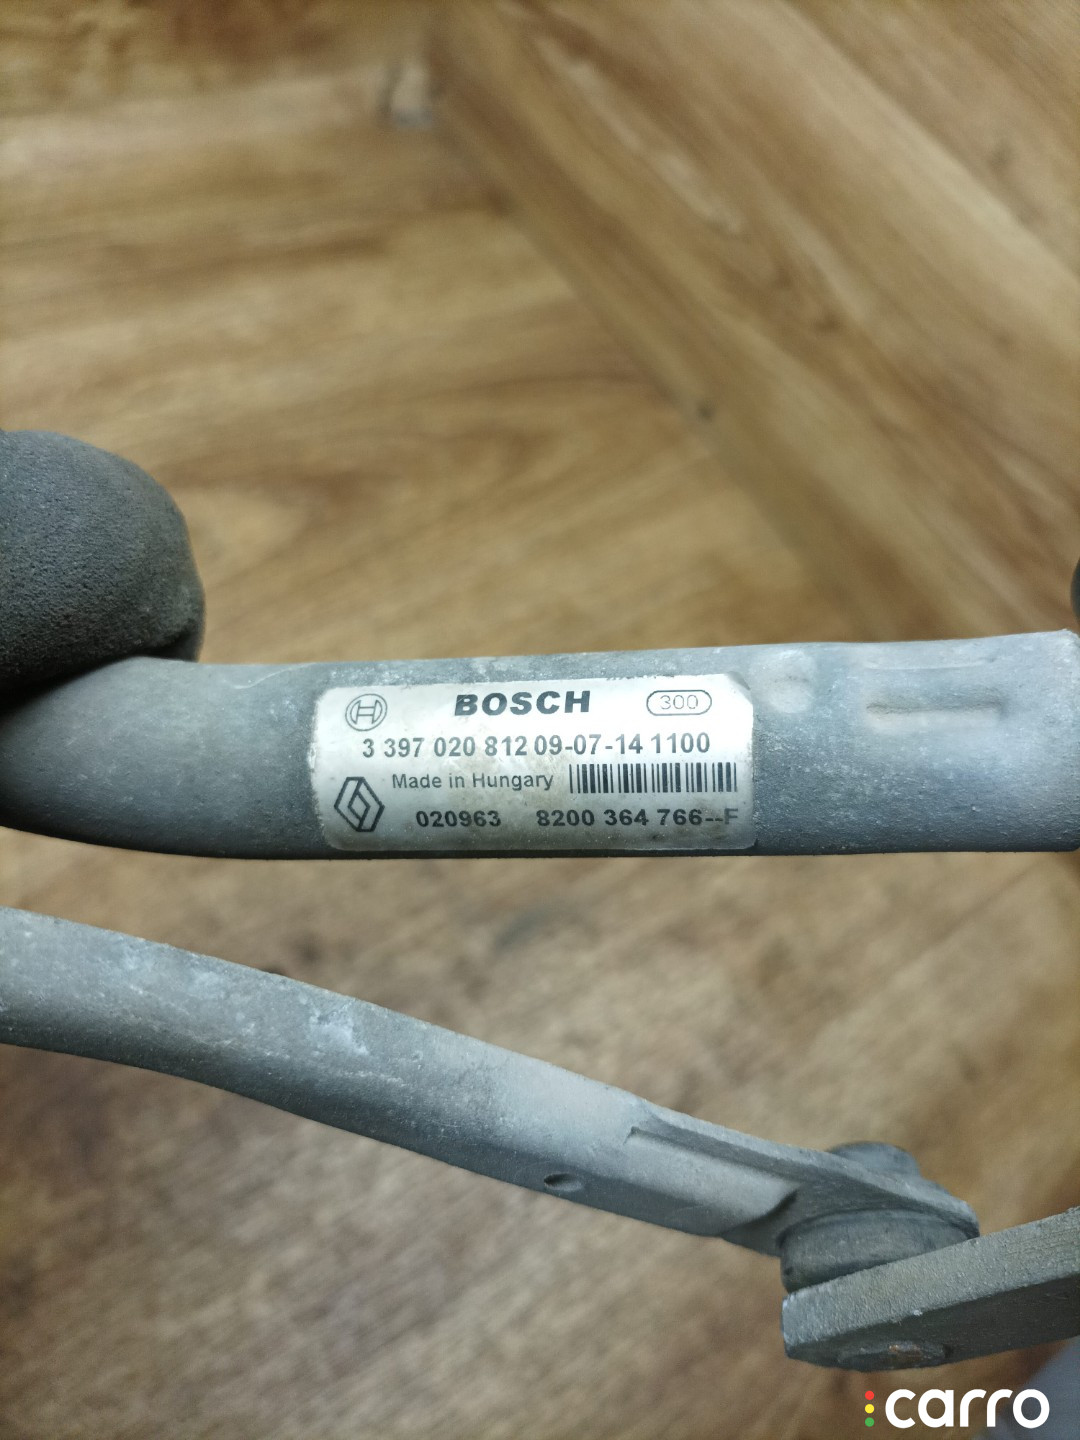 BOSCH 300
3 397 020 812 09-07-14 1100
Made in Hungary
020963 8200 364 766--F
carro